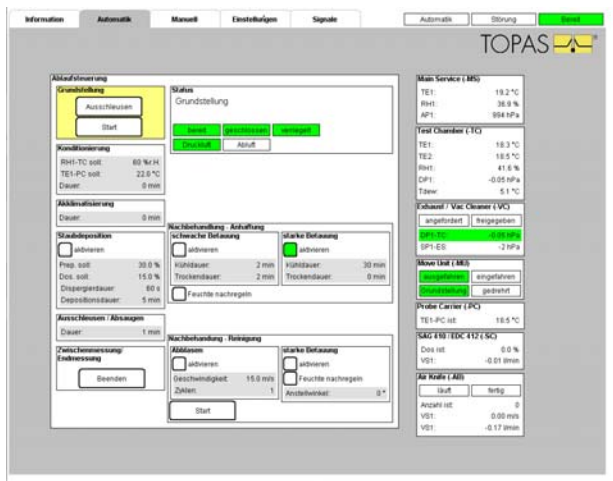 Information Automatik Manuell Einstellungen Signale Automatik Störung Bereit
TOPAS
Ablaufsteuerung
Grundstellung
Ausschleusen
Start
Status
Grundstellung
bereit geschlossen verriegelt
Druckluft Abluft
Konditionierung
RH1-TC soll: 60 %r.H.
TE1-PC soll: 22.0 °C
Dauer: 0 min
Akklimatisierung
Dauer: 0 min
Staubdeposition
aktivieren
Prep. soll: 30.0 %
Dos. soll: 15.0 %
Dispergierdauer: 60 s
Depositionsdauer: 5 min
Ausschleusen / Absaugen
Dauer: 1 min
Zwischenmessung/
Endmessung
Beenden
Nachbehandlung - Anhaftung
schwache Betauung
aktivieren
Kühldauer: 2 min
Trockendauer: 2 min
starke Betauung
aktivieren
Kühldauer: 30 min
Trockendauer: 0 min
Feuchte nachregeln
Nachbehandung - Reinigung
Abblasen
aktivieren
Geschwindigkeit: 15.0 m/s
Zyklen: 1
starke Betauung
aktivieren
Feuchte nachregeln
Anstellwinkel: 0 °
Start
Main Service (-MS)
TE1: 19.2 °C
RH1: 36.9 %
AP1: 994 hPa
Test Chamber (-TC)
TE1: 18.3 °C
TE2: 18.5 °C
RH1: 41.6 %
DP1: -0.05 hPa
Tdew: 5.1 °C
Exhaust / Vac Cleaner (-VC)
angefordert freigegeben
DP1-TC: -0.05 hPa
SP1-ES: -2 hPa
Move Unit (-MU)
ausgefahren eingefahren
Grundstellung gedreht
Probe Carrier (-PC)
TE1-PC ist: 18.5 °C
SAG 410 / EDC 412 (-SC)
Dos ist: 0.0 %
VS1: -0.01 l/min
Air Knife (-AB)
läuft fertig
Anzahl ist: 0
VS1: 0.00 m/s
VS1: -0.17 l/min